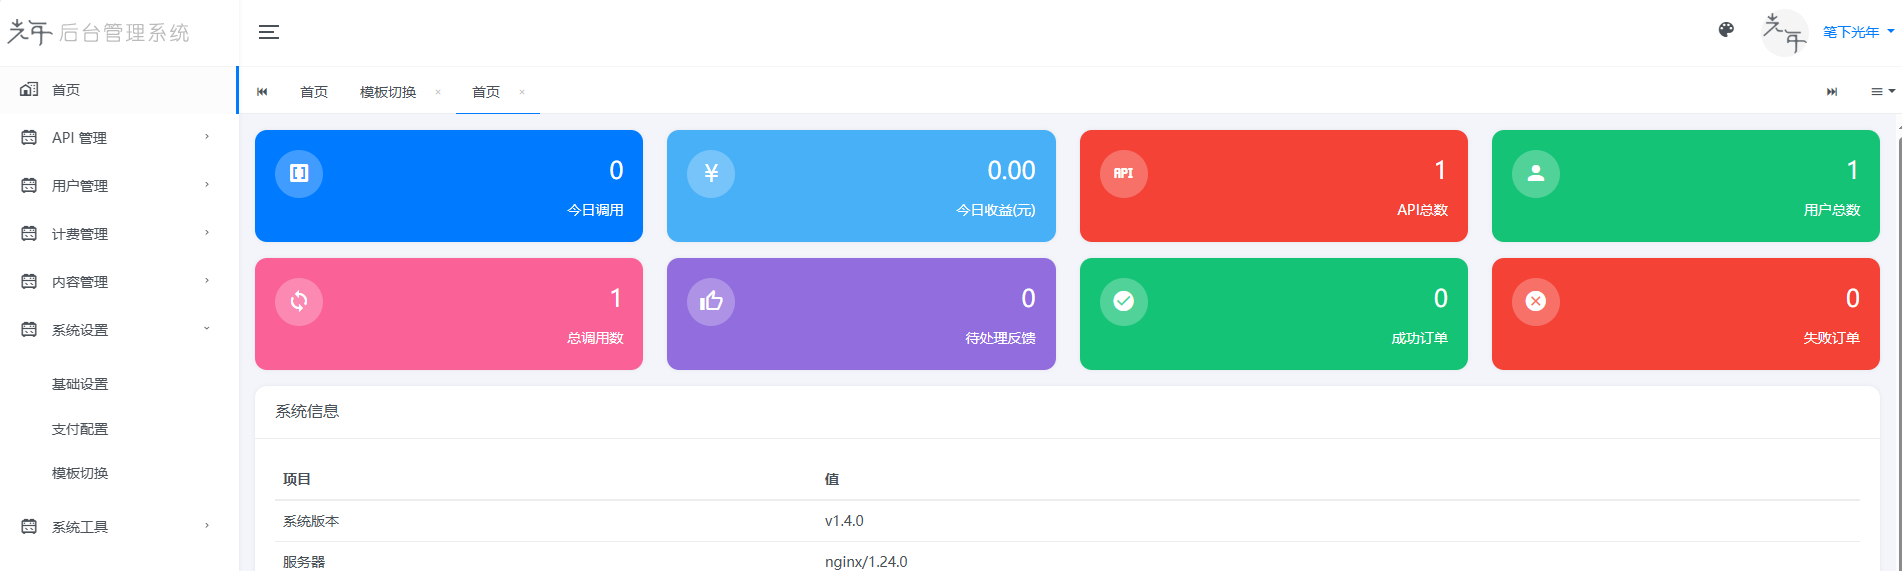 光年 后台管理系统
笔下光年
首页
API 管理
用户管理
计费管理
内容管理
系统设置
基础设置
支付配置
模板切换
系统工具
首页 模板切换 × 首页 ×
0
今日调用
¥
0.00
今日收益(元)
API
1
API总数
1
用户总数
1
总调用数
0
待处理反馈
0
成功订单
0
失败订单
系统信息
项目 值
系统版本 v1.4.0
服务器 nginx/1.24.0